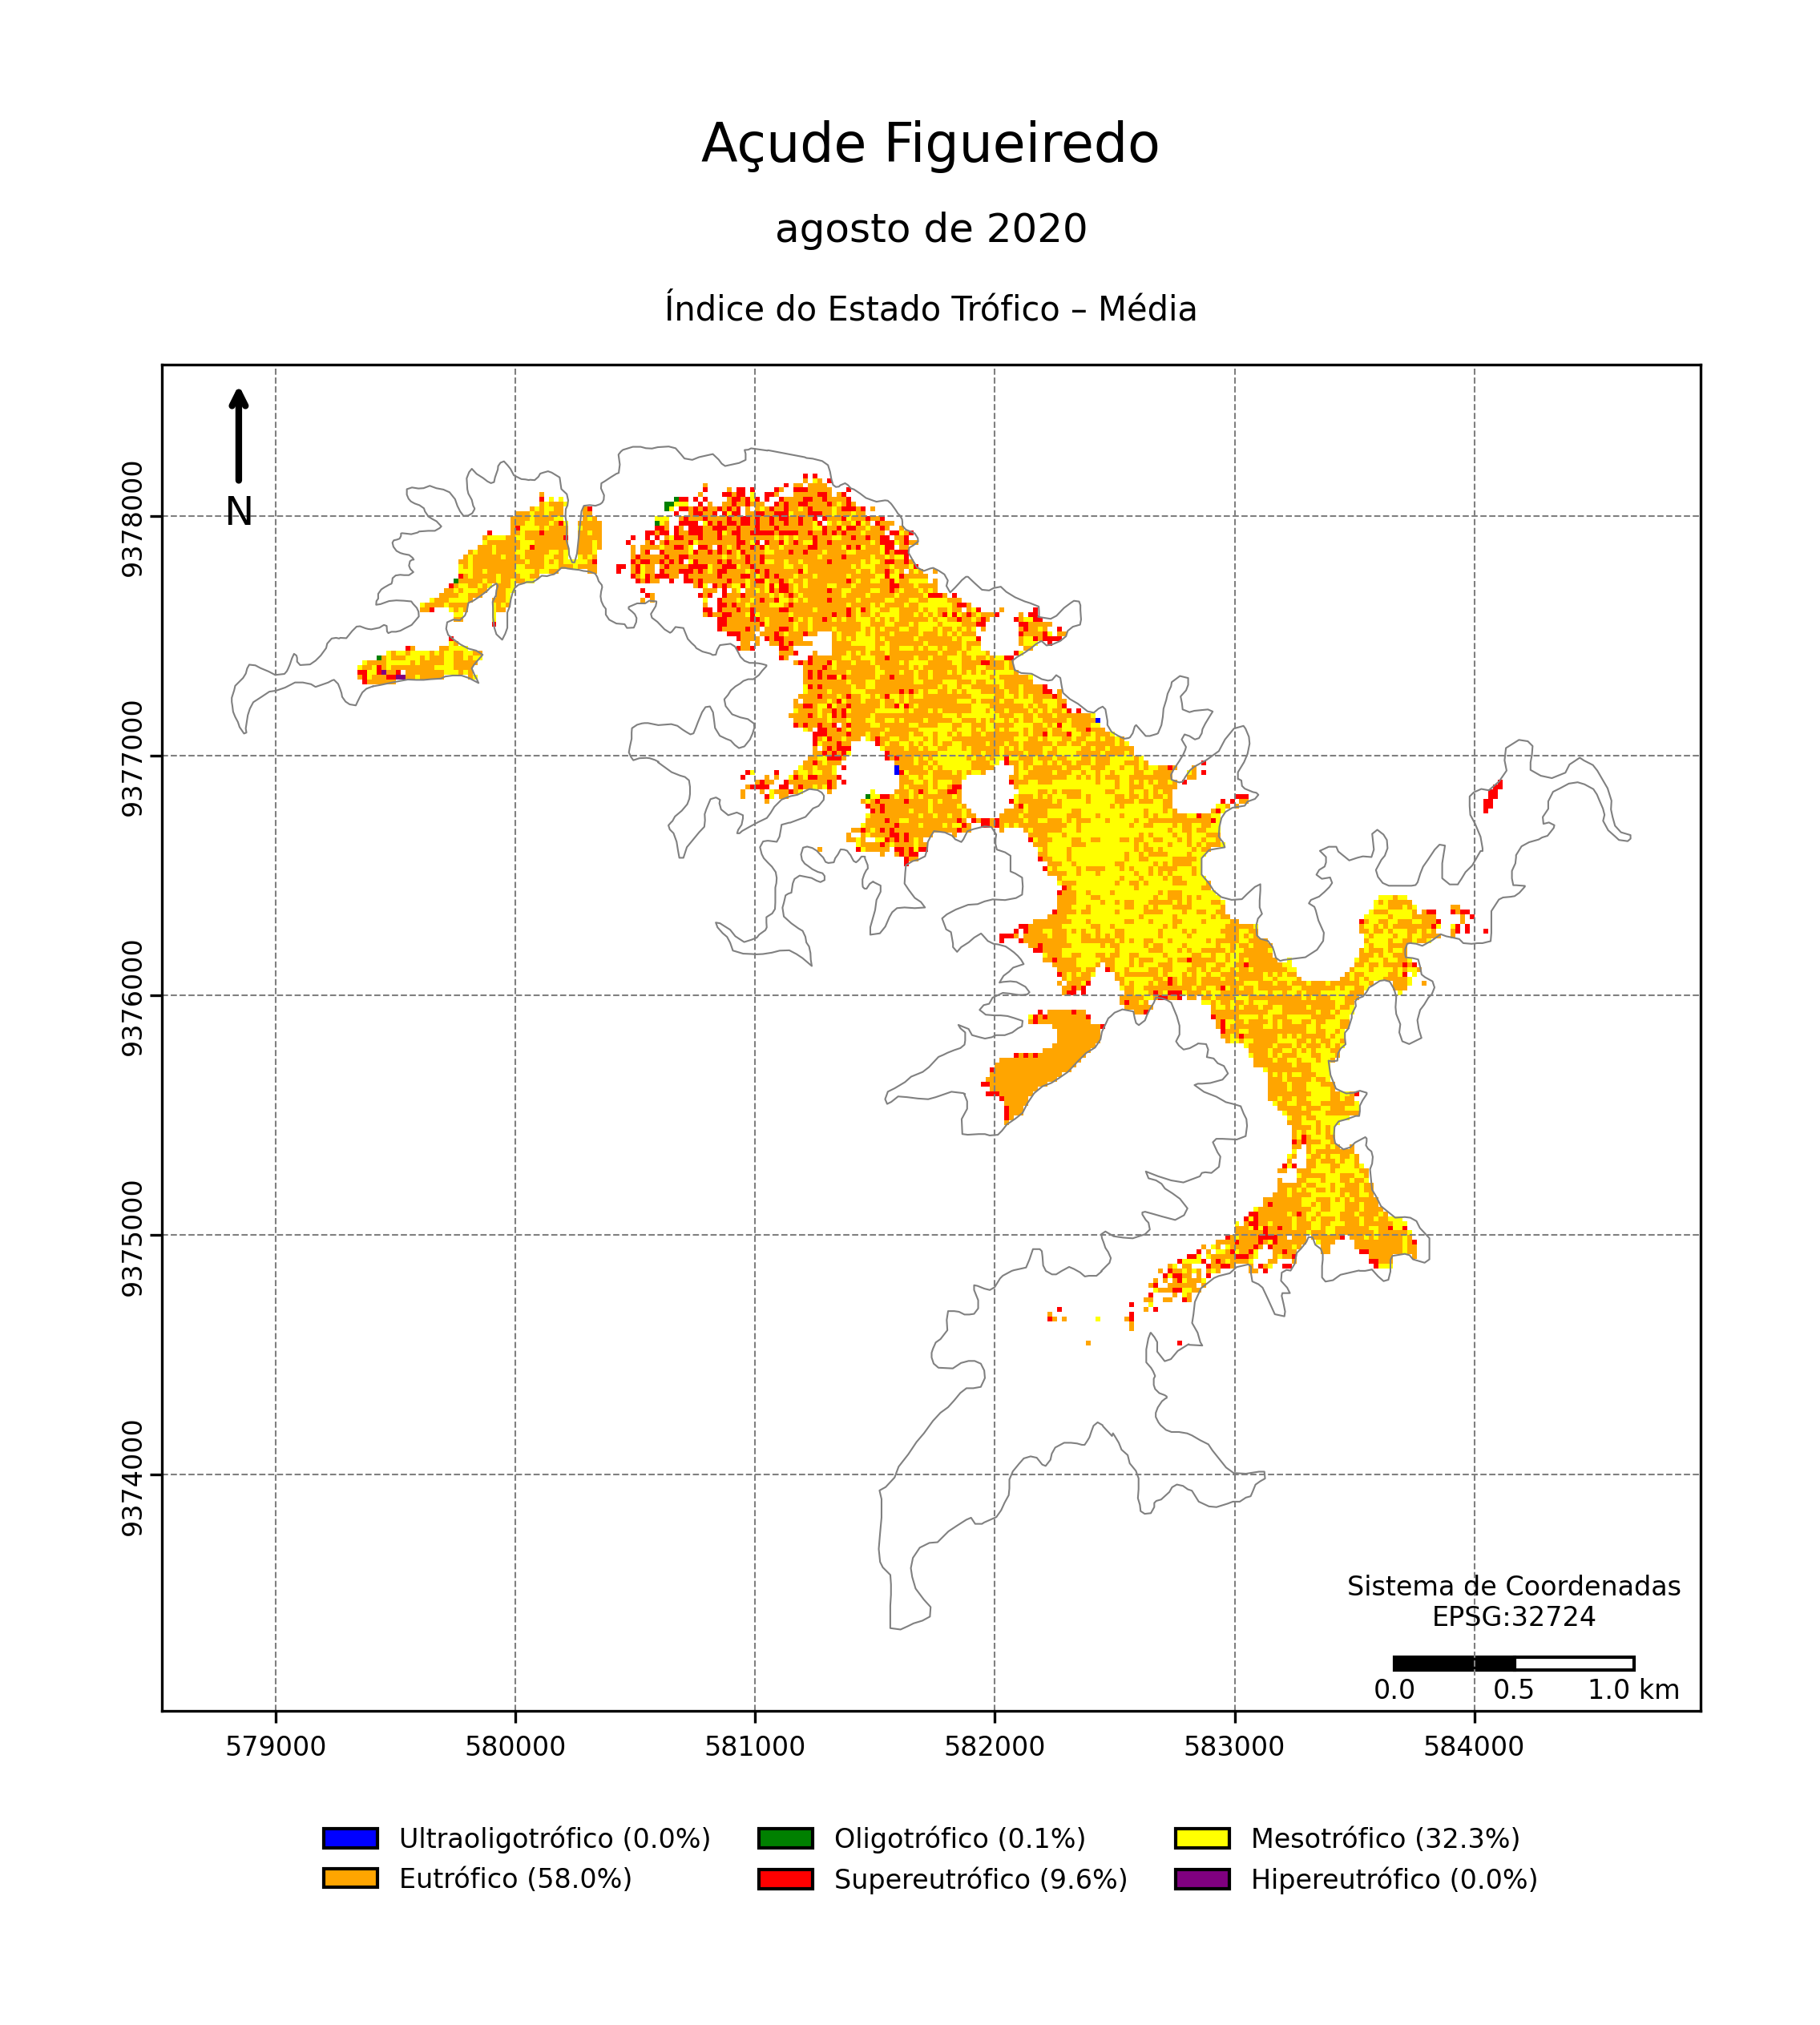 Açude Figueiredo
agosto de 2020
Índice do Estado Trófico – Média
N
9378000
9377000
9376000
9375000
9374000
Sistema de Coordenadas
EPSG:32724
0.0 0.5 1.0 km
579000 580000 581000 582000 583000 584000
Ultraoligotrófico (0.0%) Oligotrófico (0.1%) Mesotrófico (32.3%)
Eutrófico (58.0%) Supereutrófico (9.6%) Hipereutrófico (0.0%)